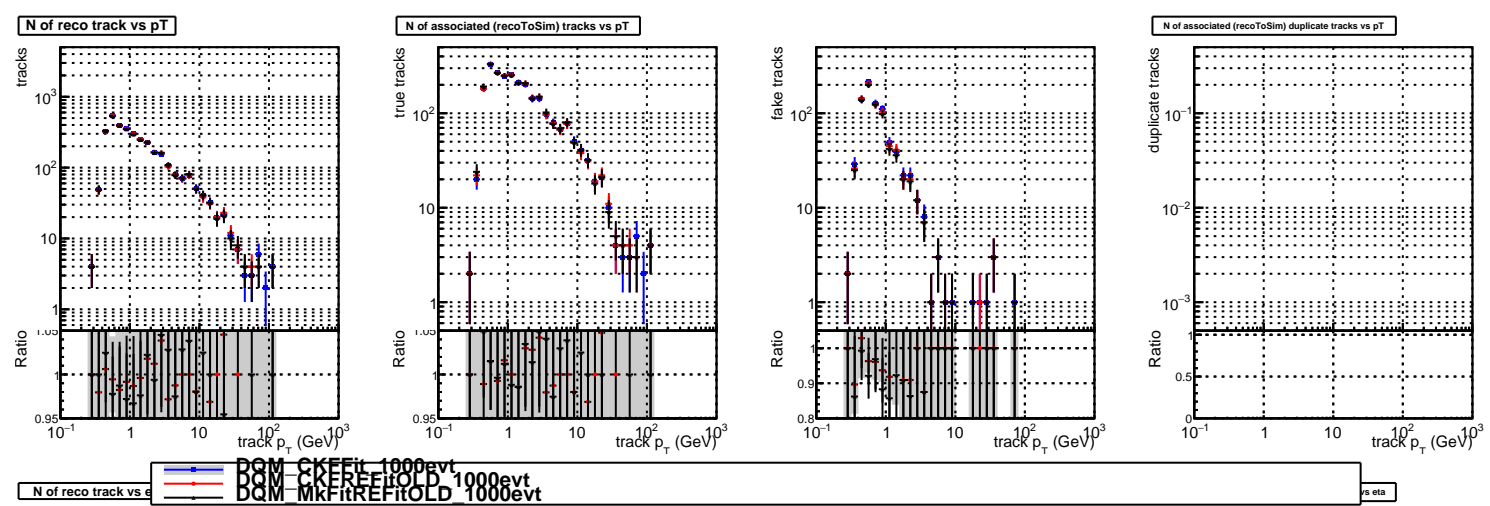 N of reco track vs pT
N of associated (recoToSim) tracks vs pT
N of associated (recoToSim) duplicate tracks vs pT
tracks
10³
10²
10
1
Ratio
1.05
1
0.95
10⁻¹ 1 10 10² 10³
track p_T (GeV)
true tracks
10²
10
1
Ratio
1.05
1
0.95
10⁻¹ 1 10 10² 10³
track p_T (GeV)
fake tracks
10²
10
1
Ratio
1
0.9
0.8
10⁻¹ 1 10 10² 10³
track p_T (GeV)
duplicate tracks
10⁻¹
10⁻²
10⁻³
Ratio
1
0.5
0
10⁻¹ 1 10 10² 10³
track p_T (GeV)
DQM_CKFFit_1000evt
DQM_CKFREFitOLD_1000evt
DQM_MkFitREFitOLD_1000evt
N of reco track vs e
vs eta